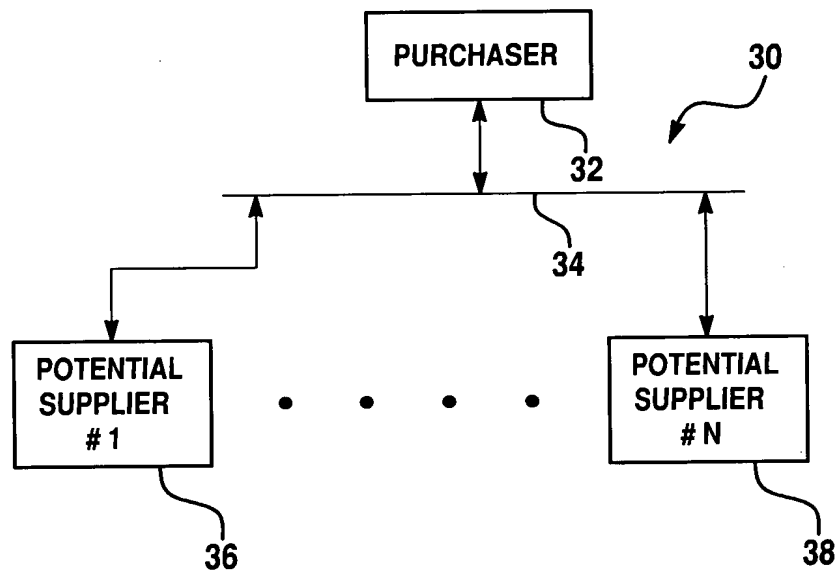 PURCHASER
30
32
34
POTENTIAL
SUPPLIER
# 1
POTENTIAL
SUPPLIER
# N
36
38